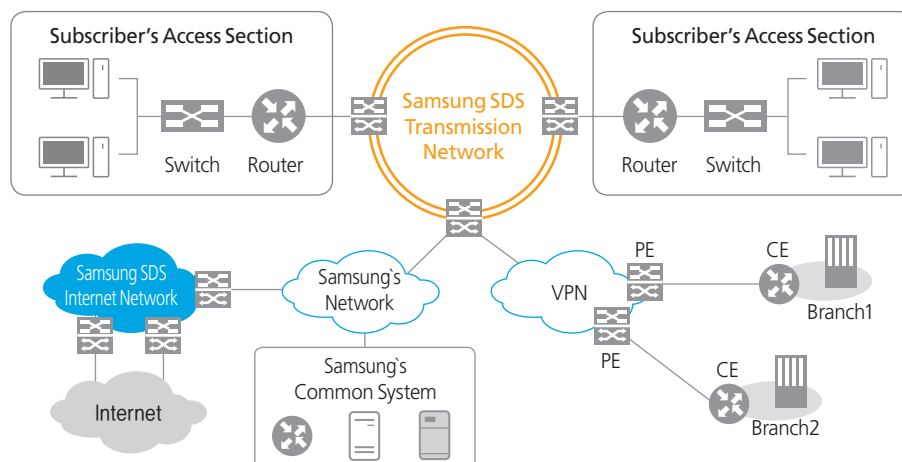 Subscriber's Access Section
Switch
Router
Samsung SDS
Transmission
Network
Subscriber's Access Section
Router
Switch
Samsung SDS
Internet Network
Samsung`s
Network
VPN
PE
CE
Branch1
PE
CE
Branch2
Internet
Samsung`s
Common System